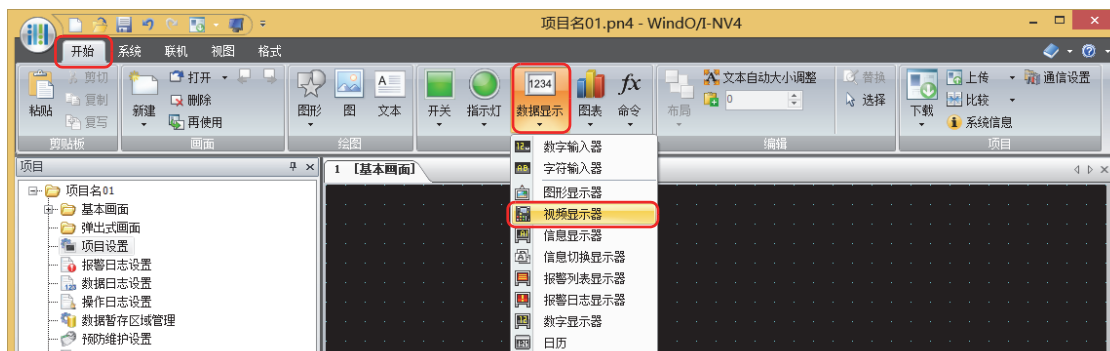 项目名01.pn4 - WindO/I-NV4
开始 系统 联机 视图 格式
粘贴 剪切 复制 复写
新建 打开 删除 再使用
图形 图 文本
开关 指示灯 1234 数据显示 图表 fx 命令
布局 文本自动大小调整 0 替换 选择
下载 上传 比较 系统信息 通信设置
剪贴板 画面 绘图 编辑 项目
项目
1 [基本画面]
项目名01
基本画面
弹出式画面
项目设置
报警日志设置
数据日志设置
操作日志设置
数据暂存区域管理
预防维护设置
数字输入器
字符输入器
图形显示器
视频显示器
信息显示器
信息切换显示器
报警列表显示器
报警日志显示器
数字显示器
日历